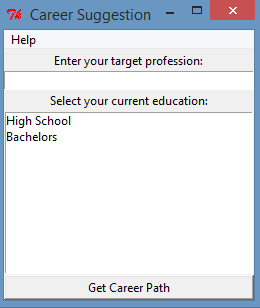 Career Suggestion
Help
Enter your target profession:
Select your current education:
High School
Bachelors
Get Career Path